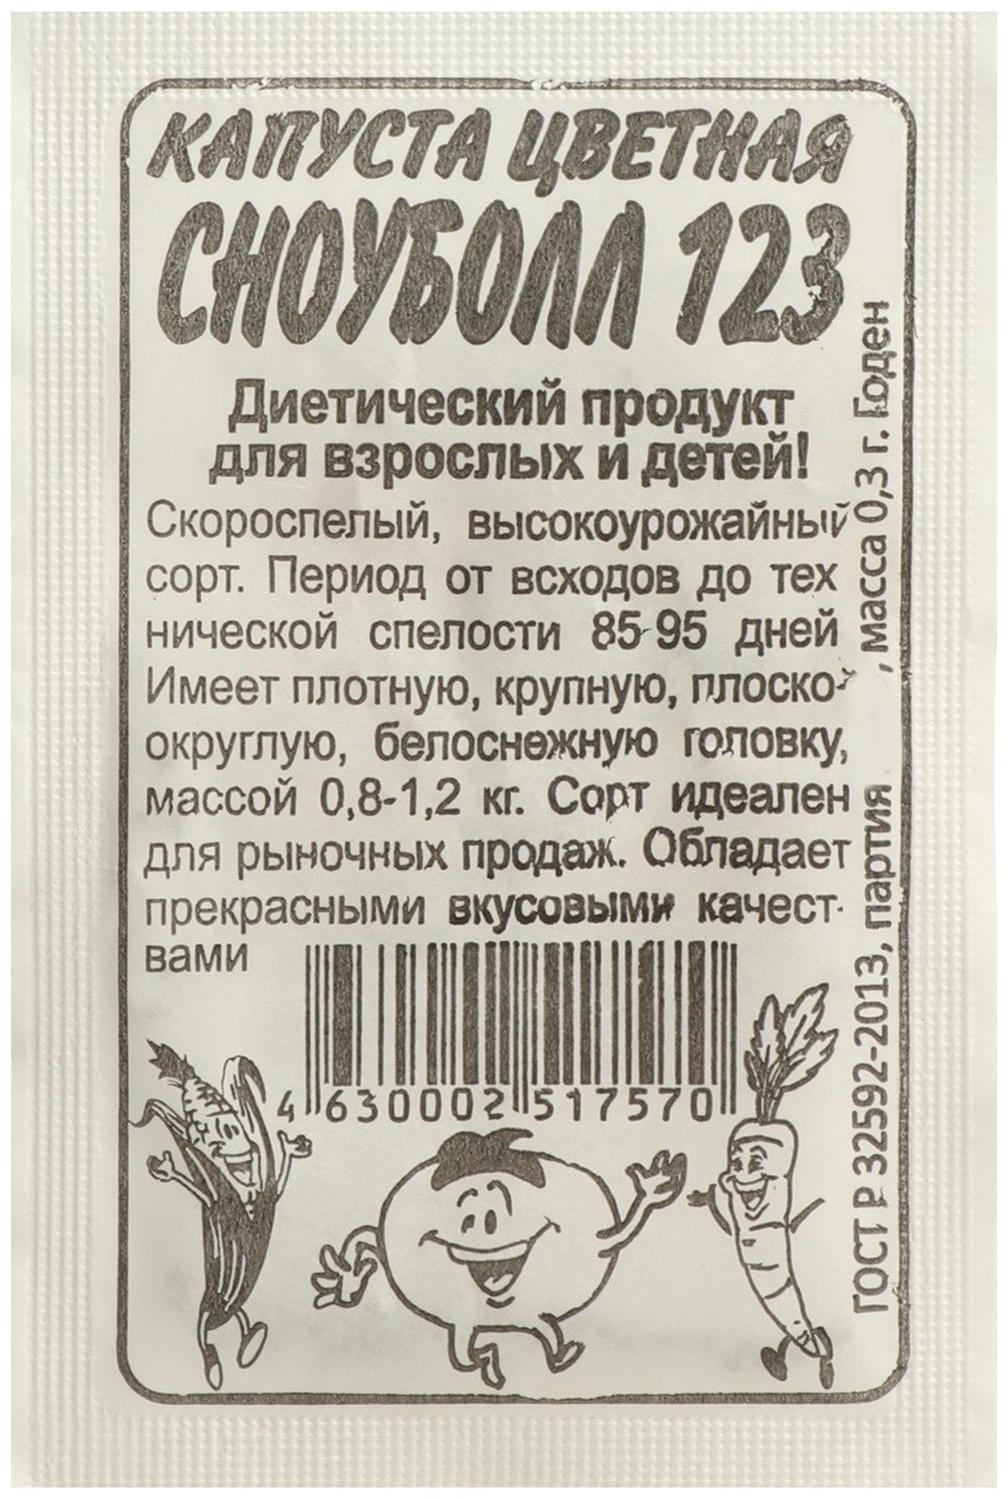 КАПУСТА ЦВЕТНАЯ
СНОУБОЛЛ 123
Диетический продукт
для взрослых и детей!
Скороспелый, высокоурожайный
сорт. Период от всходов до тех
нической спелости 85-95 дней
Имеет плотную, крупную, плоско-
округлую, белоснежную головку,
массой 0,8-1,2 кг. Сорт идеален
для рыночных продаж. Обладает
прекрасными вкусовыми качест-
вами
4 630002 517570
ГОСТ Р 32592-2013, партия , масса 0,3 г. Годен